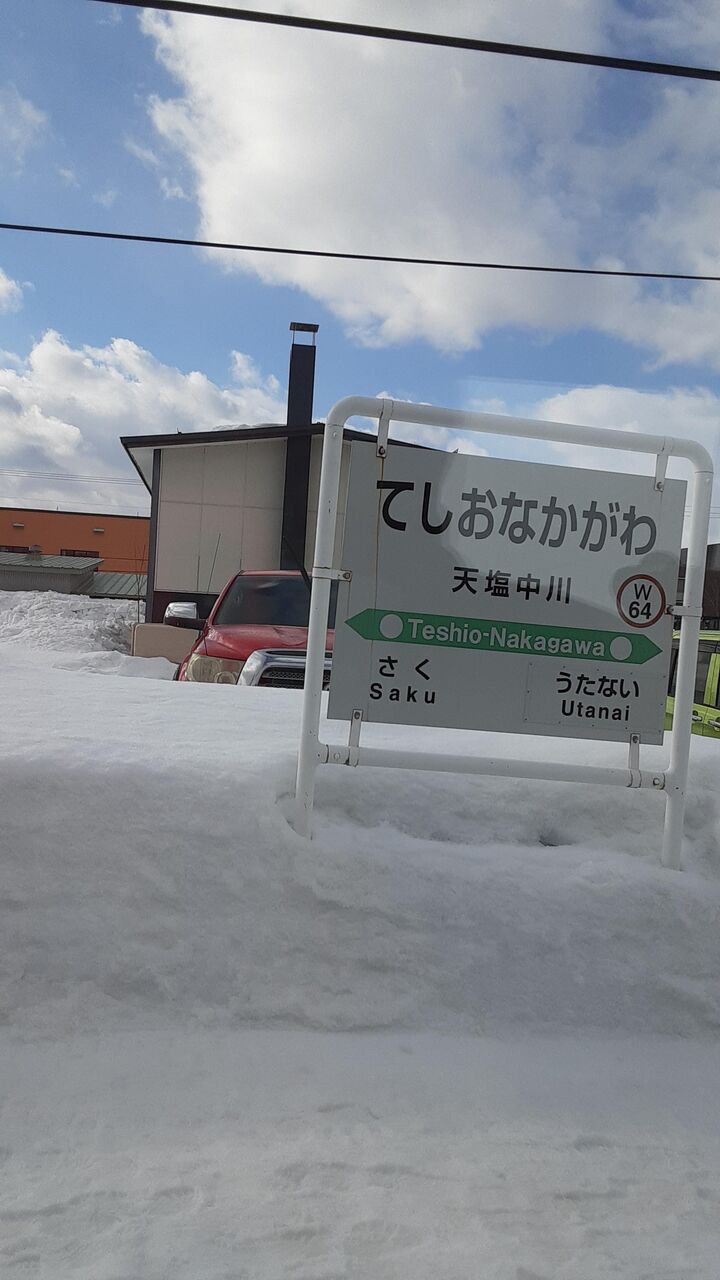 てしおなかがわ
天塩中川
W
64
Teshio-Nakagawa
さく
Saku
うたない
Utanai